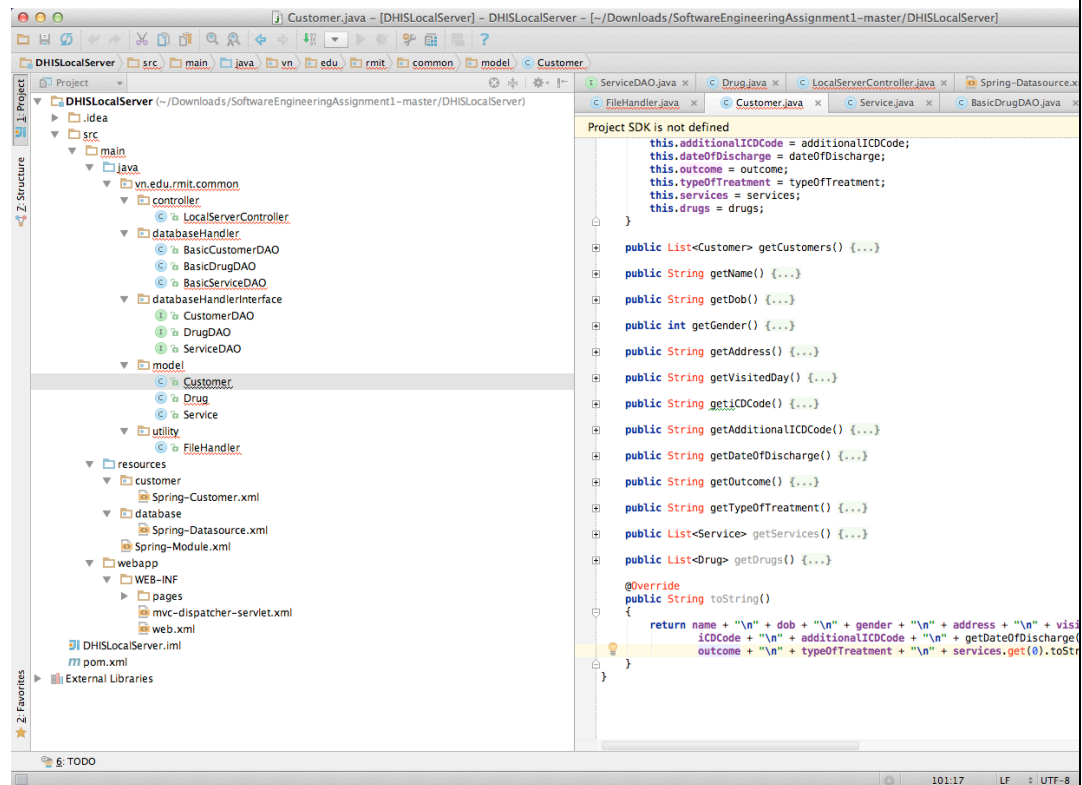 Customer.java - [DHISLocalServer] - DHISLocalServer - [~/Downloads/SoftwareEngineeringAssignment1-master/DHISLocalServer]
DHISLocalServer src main java vn edu rmit common model Customer
1: Project
Z: Structure
2: Favorites
Project
DHISLocalServer (~/Downloads/SoftwareEngineeringAssignment1-master/DHISLocalServer)
.idea
src
main
java
vn.edu.rmit.common
controller
LocalServerController
databaseHandler
BasicCustomerDAO
BasicDrugDAO
BasicServiceDAO
databaseHandlerInterface
CustomerDAO
DrugDAO
ServiceDAO
model
Customer
Drug
Service
utility
FileHandler
resources
customer
Spring-Customer.xml
database
Spring-Datasource.xml
Spring-Module.xml
webapp
WEB-INF
pages
mvc-dispatcher-servlet.xml
web.xml
DHISLocalServer.iml
pom.xml
External Libraries
ServiceDAO.java Drug.java LocalServerController.java Spring-Datasource.x
FileHandler.java Customer.java Service.java BasicDrugDAO.java
Project SDK is not defined
this.additionalICDCode = additionalICDCode;
this.dateOfDischarge = dateOfDischarge;
this.outcome = outcome;
this.typeOfTreatment = typeOfTreatment;
this.services = services;
this.drugs = drugs;
}
public List<Customer> getCustomers() {...}
public String getName() {...}
public String getDob() {...}
public int getGender() {...}
public String getAddress() {...}
public String getVisitedDay() {...}
public String getiCDCode() {...}
public String getAdditionalICDCode() {...}
public String getDateOfDischarge() {...}
public String getOutcome() {...}
public String getTypeOfTreatment() {...}
public List<Service> getServices() {...}
public List<Drug> getDrugs() {...}
@Override
public String toString()
{
return name + "\n" + dob + "\n" + gender + "\n" + address + "\n" + visi
iCDCode + "\n" + additionalICDCode + "\n" + getDateOfDischarge(
outcome + "\n" + typeOfTreatment + "\n" + services.get(0).toStr
}
}
6: TODO
101:17 LF UTF-8